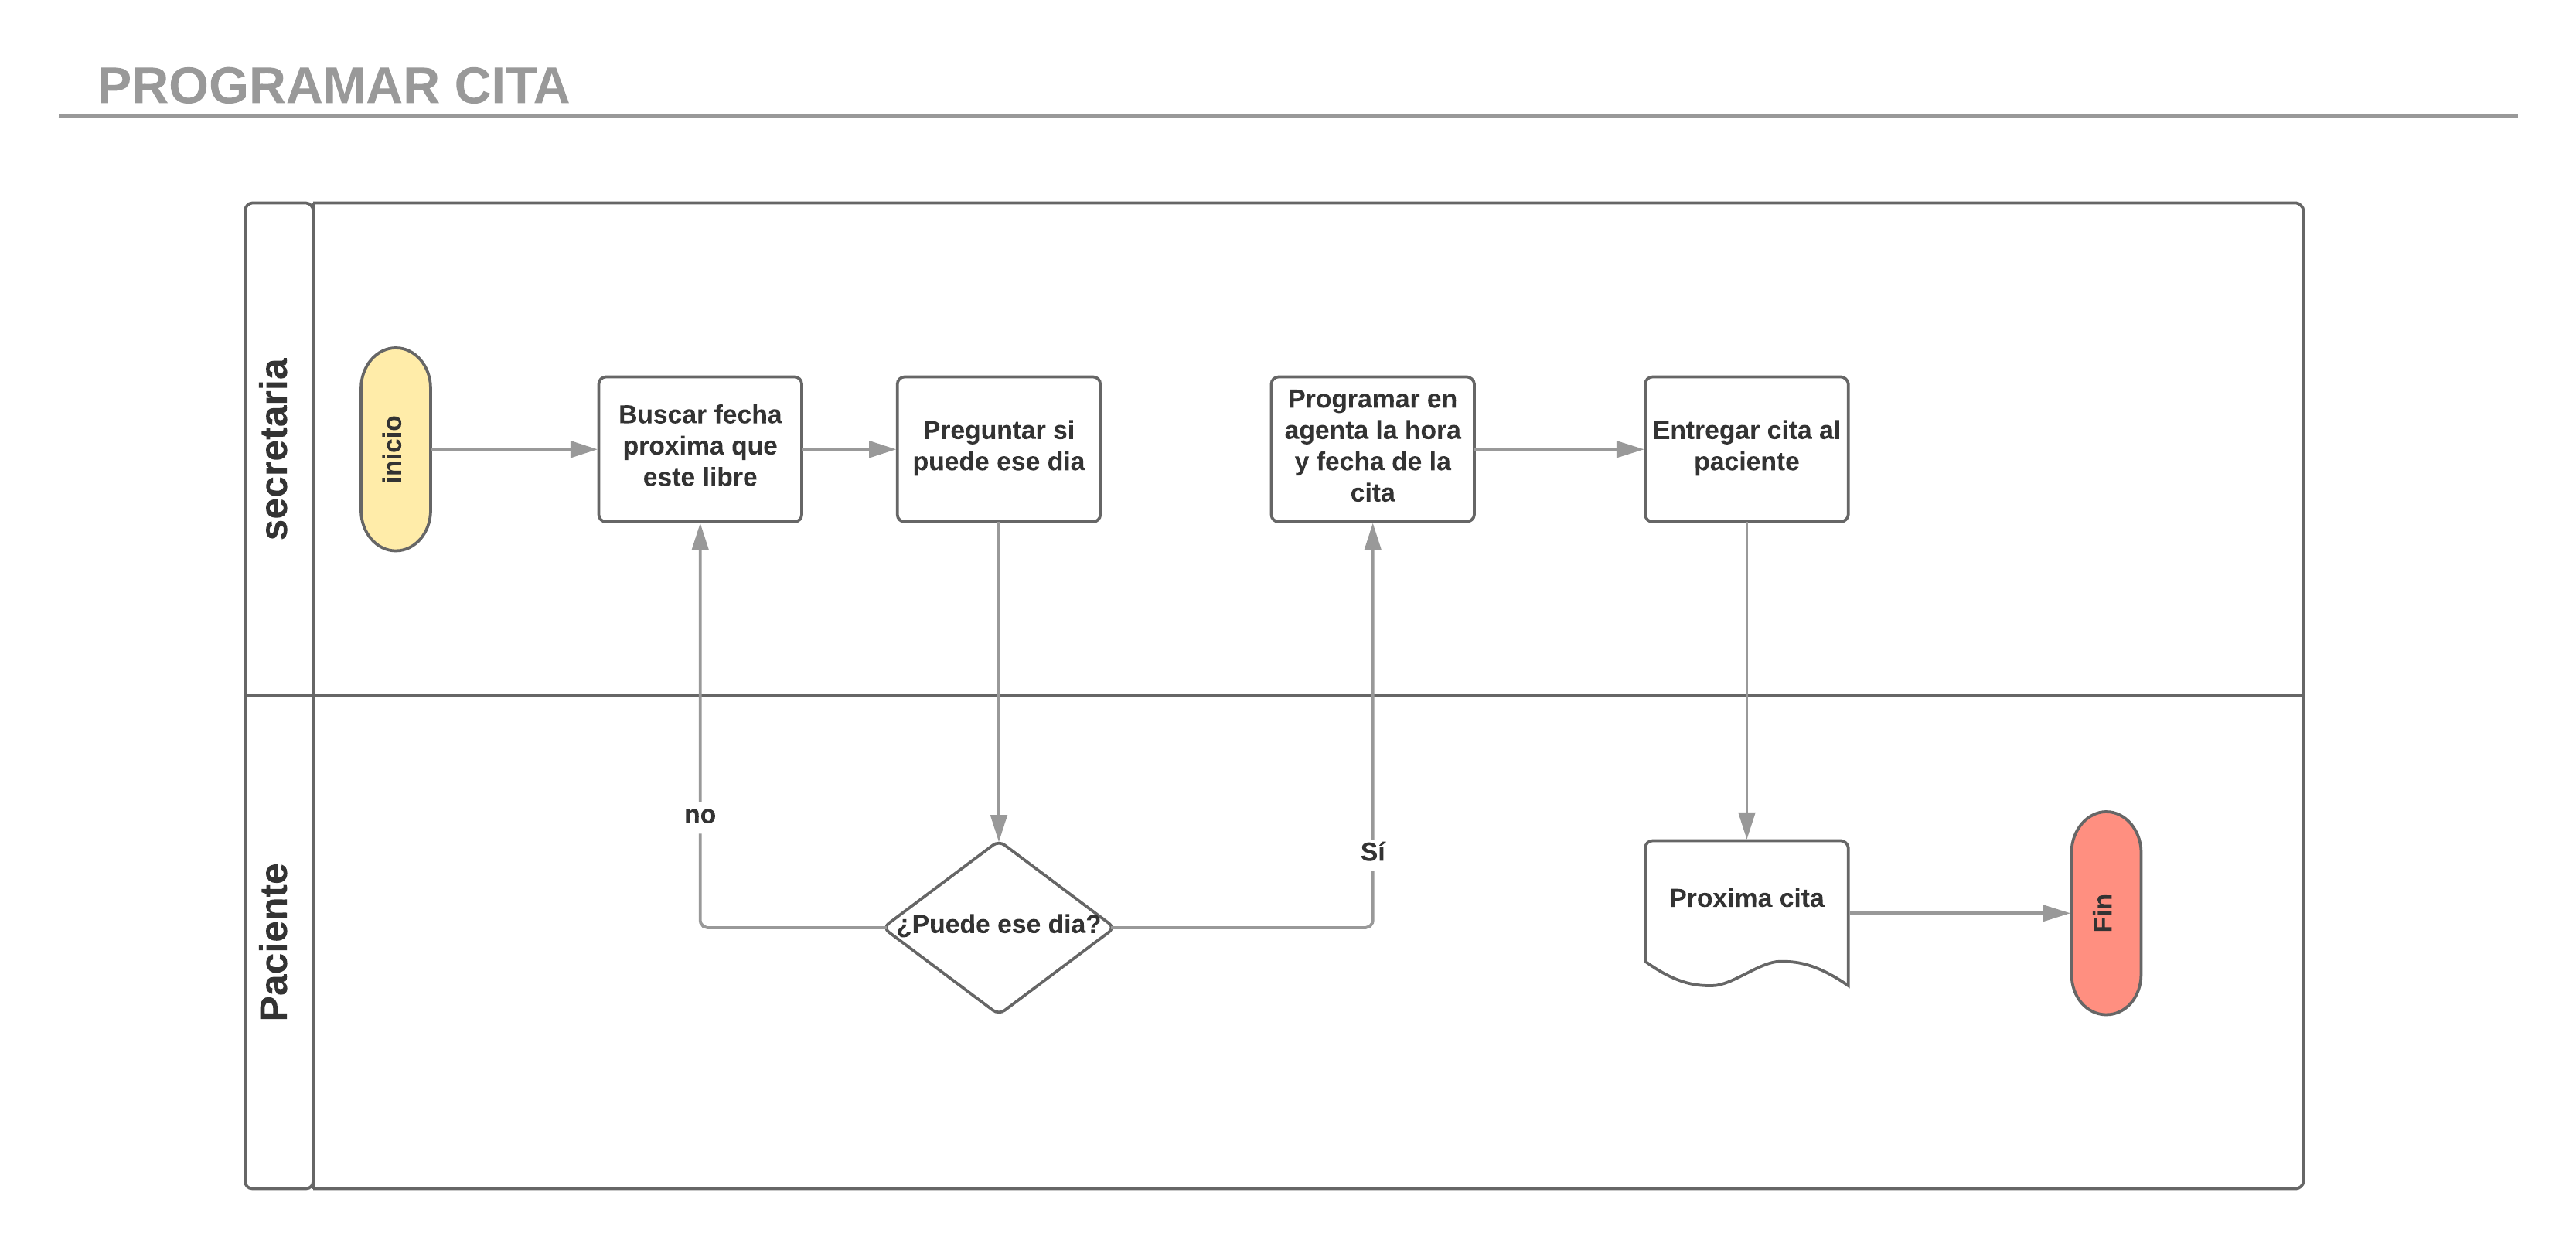 PROGRAMAR CITA
secretaria
inicio
Buscar fecha
proxima que
este libre
Preguntar si
puede ese dia
Programar en
agenta la hora
y fecha de la
cita
Entregar cita al
paciente
Paciente
no
¿Puede ese dia?
Sí
Proxima cita
Fin